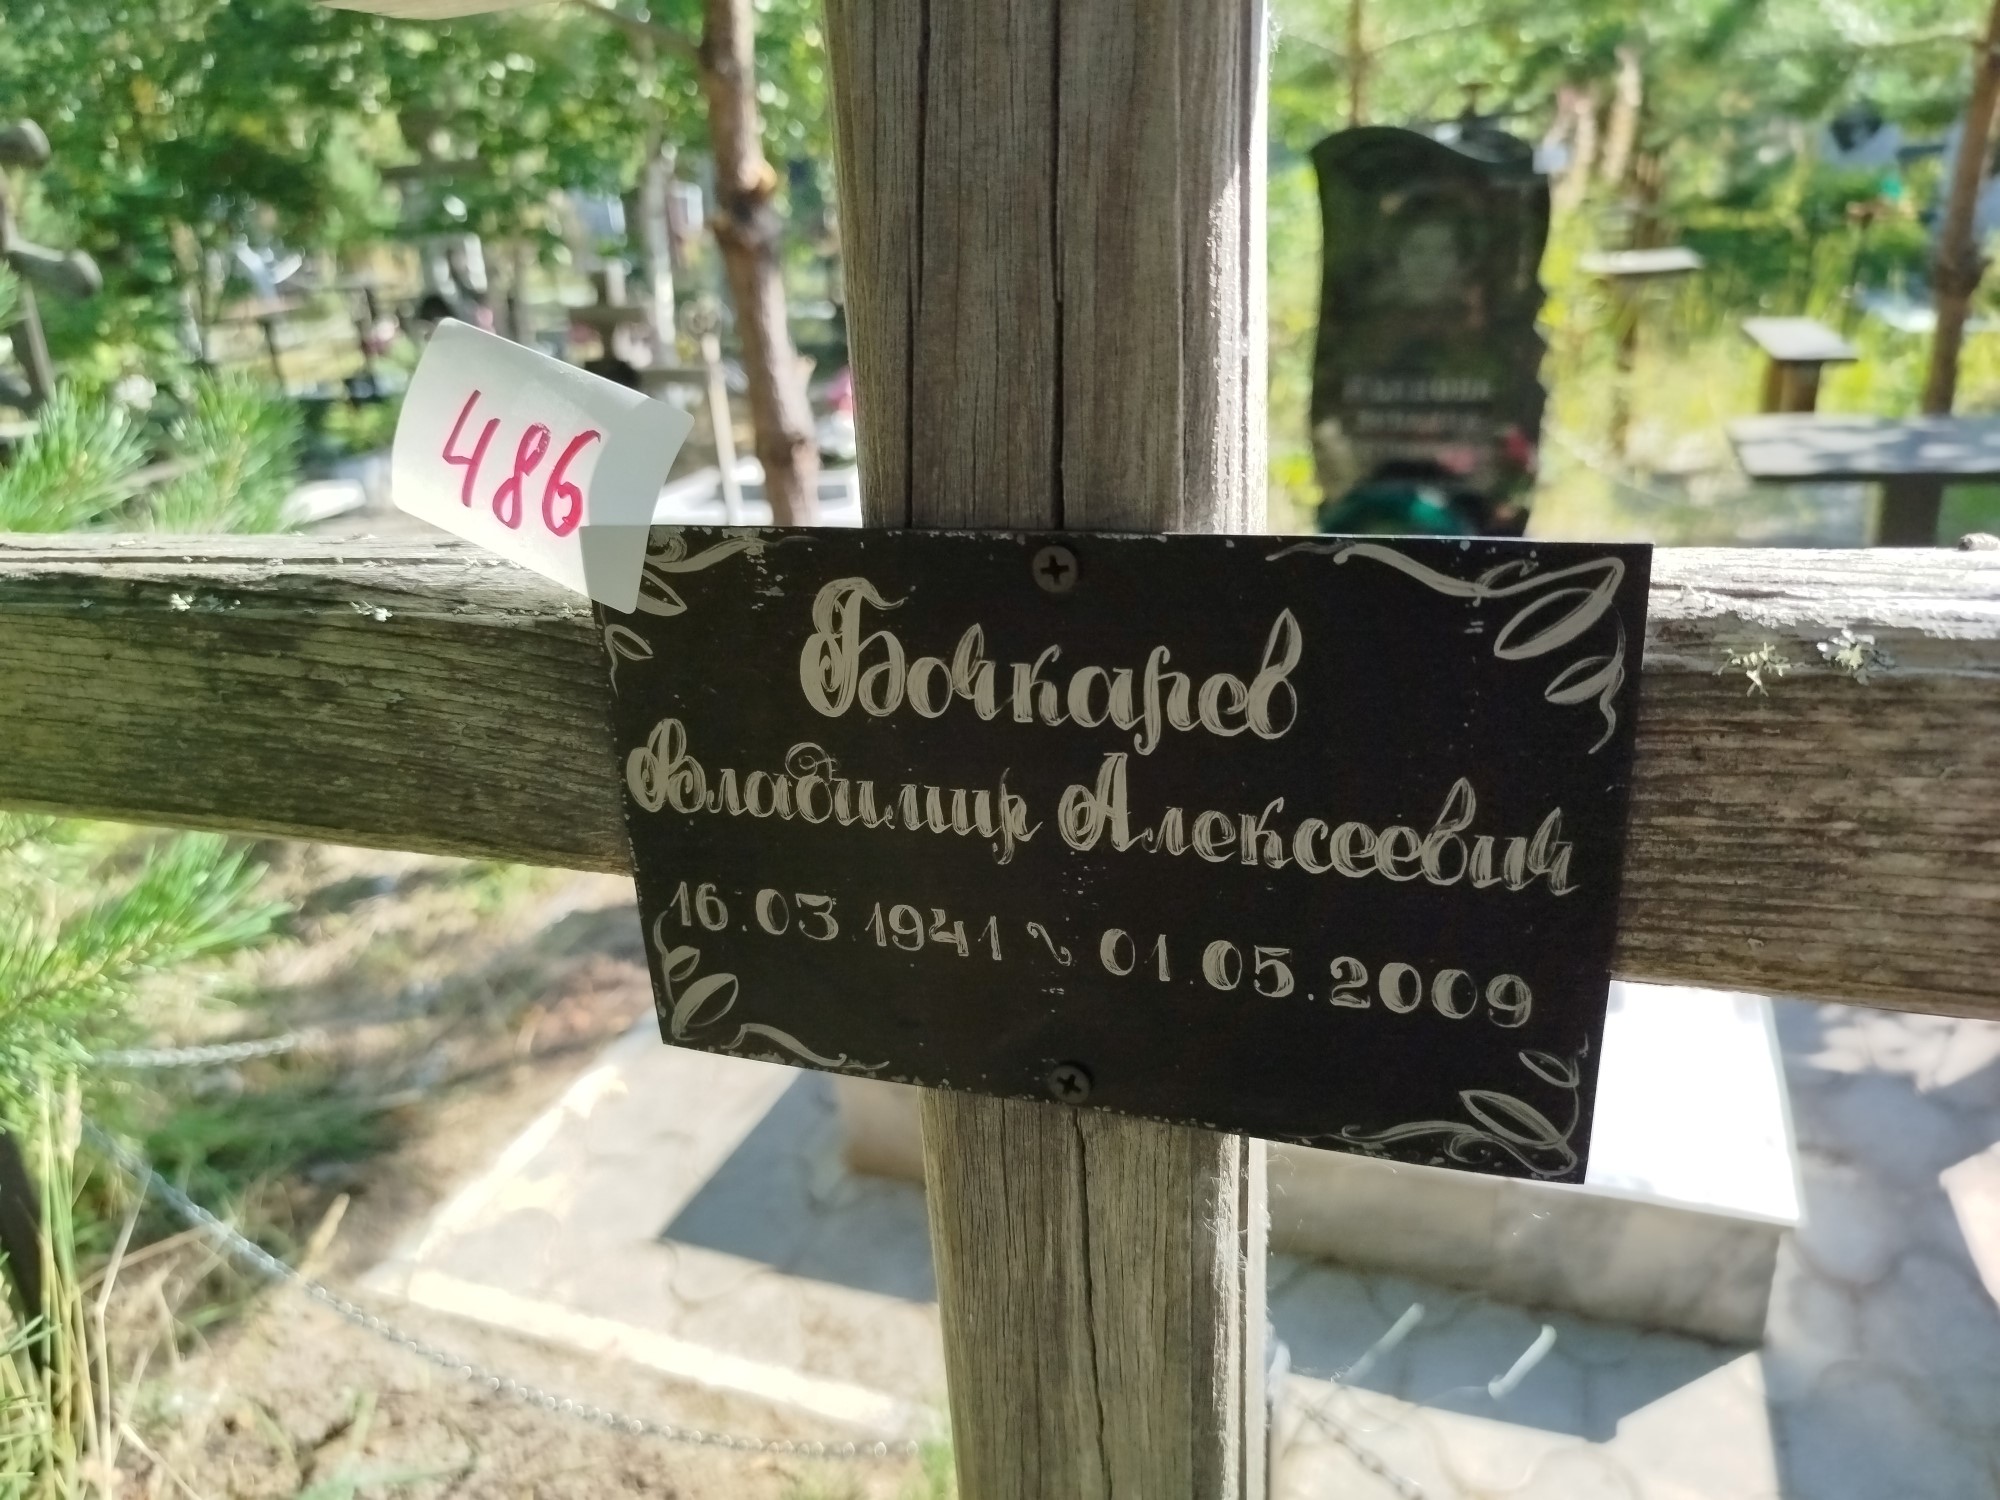 486
Бочкарев
Владимир Алексеевич
16.03.1941 ~ 01.05.2009